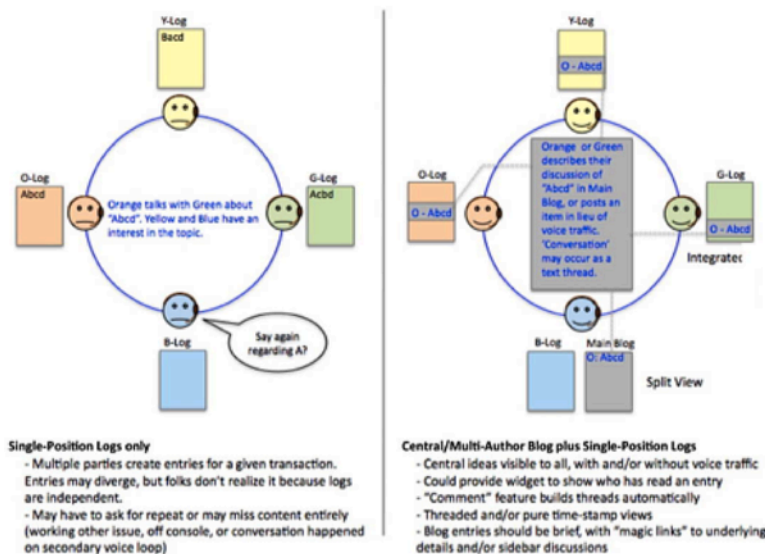 Y-Log
Bacd
O-Log
Abcd
Orange talks with Green about
"Abcd". Yellow and Blue have an
interest in the topic.
G-Log
Acbd
Say again
regarding A?
B-Log
Single-Position Logs only
- Multiple parties create entries for a given transaction.
Entries may diverge, but folks don't realize it because logs
are independent.
- May have to ask for repeat or may miss content entirely
(working other issue, off console, or conversation happened
on secondary voice loop)
Y-Log
O - Abcd
O-Log
O - Abcd
Orange or Green
describes their
discussion of
"Abcd" in Main
Blog, or posts an
item in lieu of
voice traffic.
'Conversation'
may occur as a
text thread.
G-Log
O - Abcd
Integrated
B-Log
Main Blog
O: Abcd
Split View
Central/Multi-Author Blog plus Single-Position Logs
- Central ideas visible to all, with and/or without voice traffic
- Could provide widget to show who has read an entry
- "Comment" feature builds threads automatically
- Threaded and/or pure time-stamp views
- Blog entries should be brief, with "magic links" to underlying
details and/or sidebar discussions